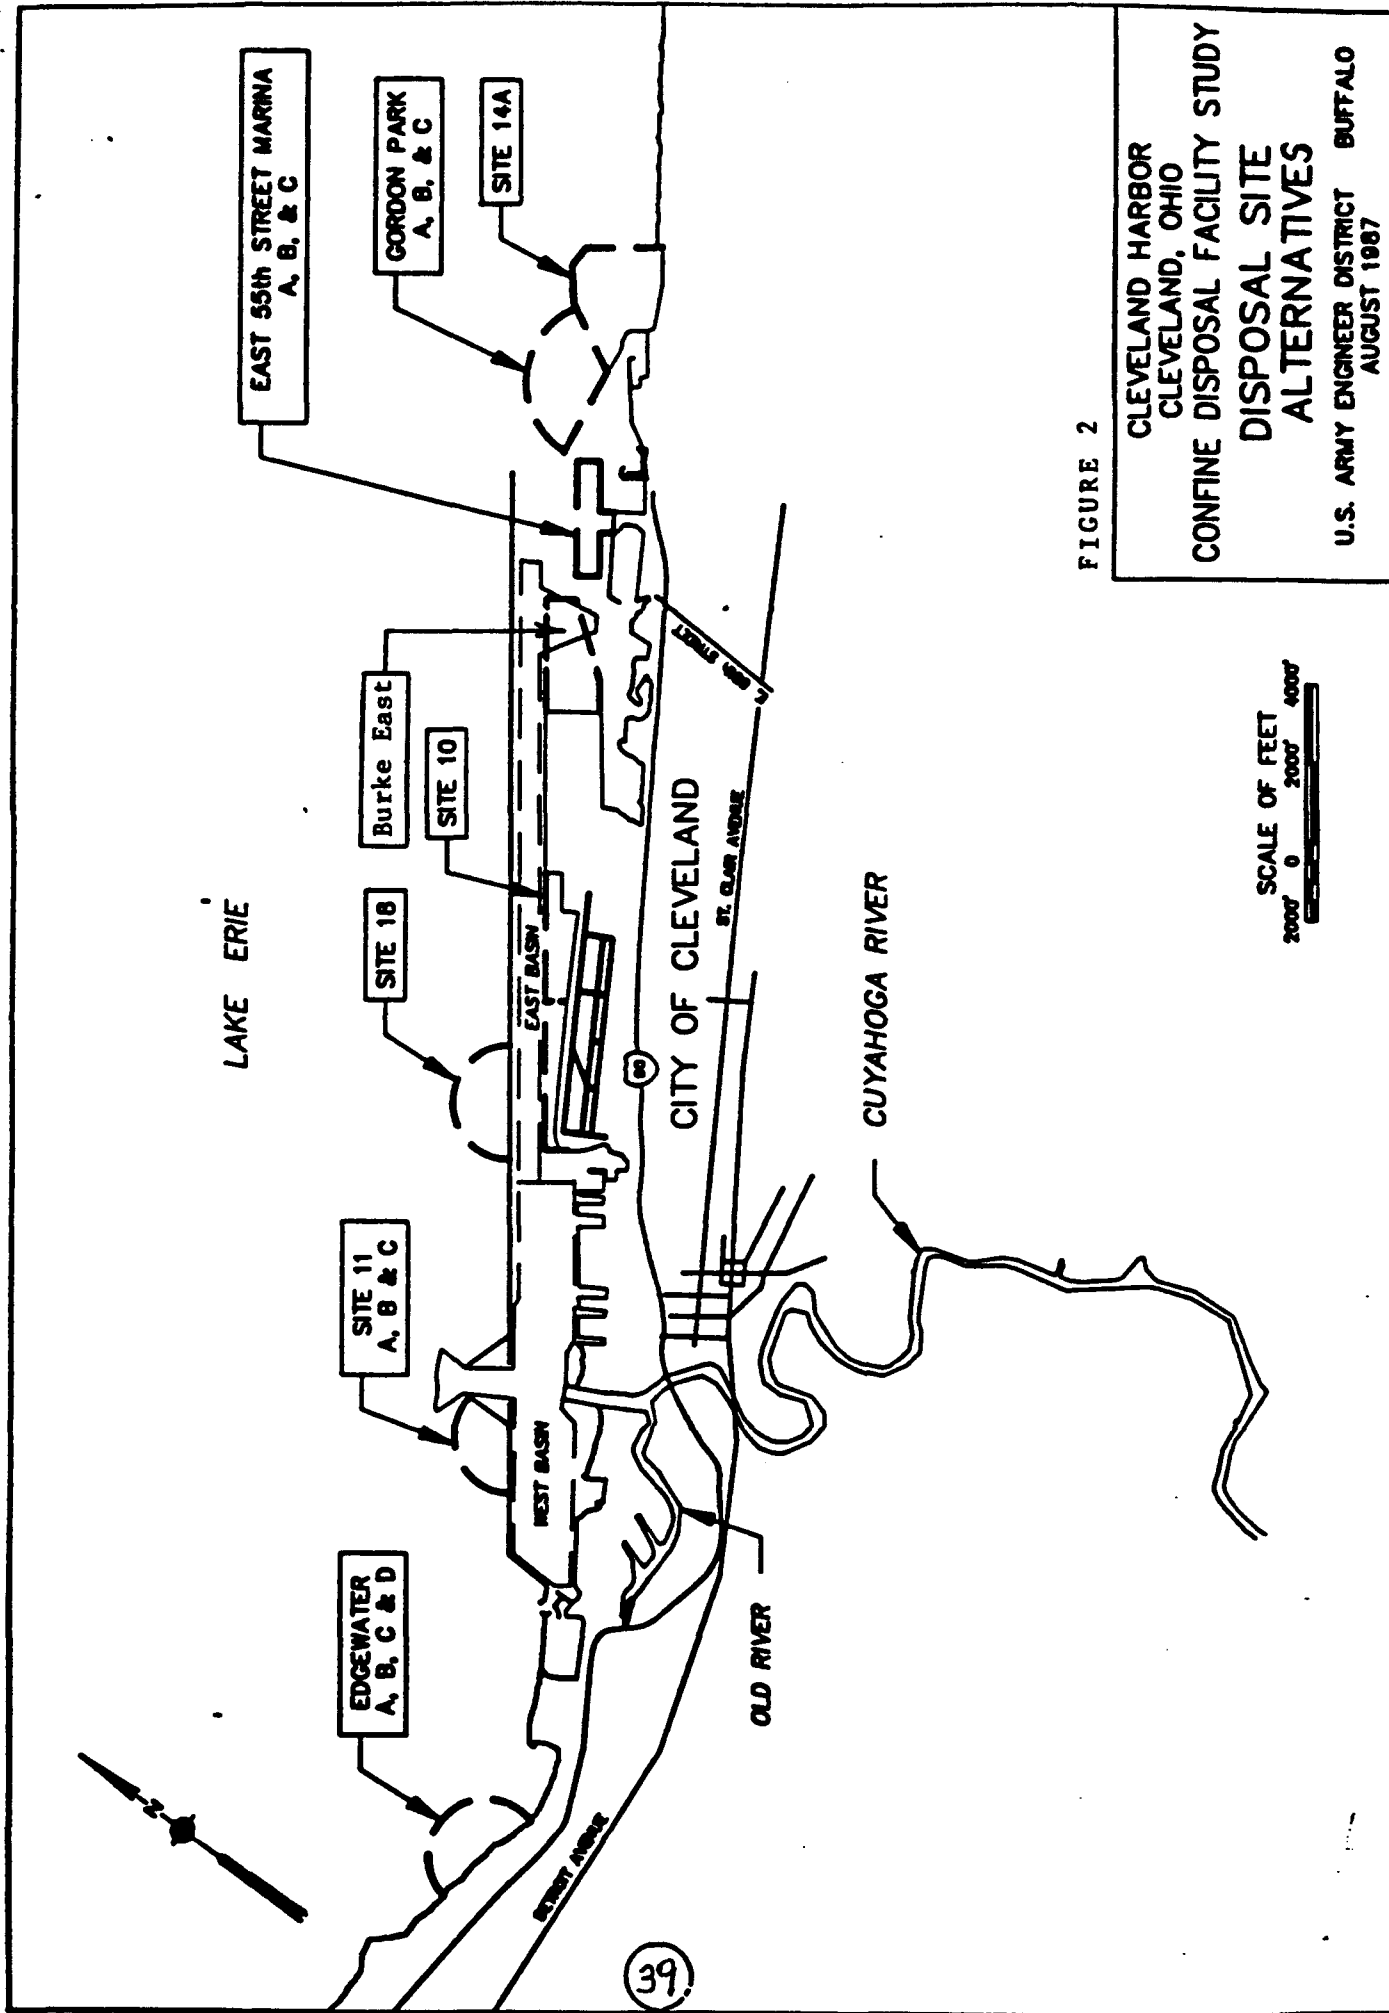 EAST 55th STREET MARINA
A, B, & C
GORDON PARK
A, B, & C
SITE 14A
Burke East
SITE 10
SITE 18
SITE 11
A, B & C
EDGEWATER
A, B, C & D
LAKE ERIE
N
EAST BASIN
WEST BASIN
CITY OF CLEVELAND
E. 55th STREET
ST. CLAIR AVENUE
90
CUYAHOGA RIVER
OLD RIVER
DETROIT AVENUE
SCALE OF FEET
2000' 0 2000' 4000'
FIGURE 2
CLEVELAND HARBOR
CLEVELAND, OHIO
CONFINE DISPOSAL FACILITY STUDY
DISPOSAL SITE
ALTERNATIVES
U.S. ARMY ENGINEER DISTRICT BUFFALO
AUGUST 1987
39